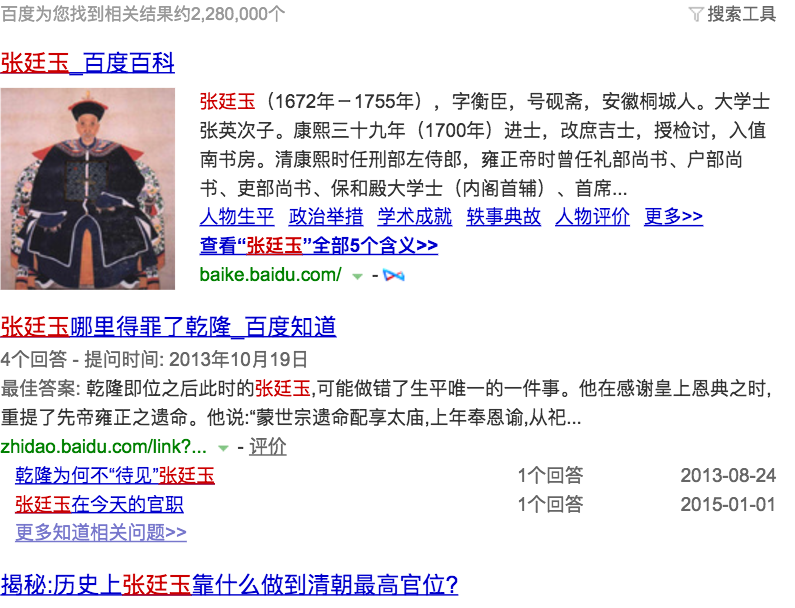 百度为您找到相关结果约2,280,000个 搜索工具
张廷玉_百度百科
张廷玉（1672年－1755年），字衡臣，号砚斋，安徽桐城人。大学士
张英次子。康熙三十九年（1700年）进士，改庶吉士，授检讨，入值
南书房。清康熙时任刑部左侍郎，雍正帝时曾任礼部尚书、户部尚
书、吏部尚书、保和殿大学士（内阁首辅）、首席...
人物生平 政治举措 学术成就 轶事典故 人物评价 更多>>
查看“张廷玉”全部5个含义>>
baike.baidu.com/ -
张廷玉哪里得罪了乾隆_百度知道
4个回答 - 提问时间: 2013年10月19日
最佳答案: 乾隆即位之后此时的张廷玉,可能做错了生平唯一的一件事。他在感谢皇上恩典之时,
重提了先帝雍正之遗命。他说:“蒙世宗遗命配享太庙,上年奉恩谕,从祀...
zhidao.baidu.com/link?... - 评价
乾隆为何不“待见”张廷玉 1个回答 2013-08-24
张廷玉在今天的官职 1个回答 2015-01-01
更多知道相关问题>>
揭秘:历史上张廷玉靠什么做到清朝最高官位?